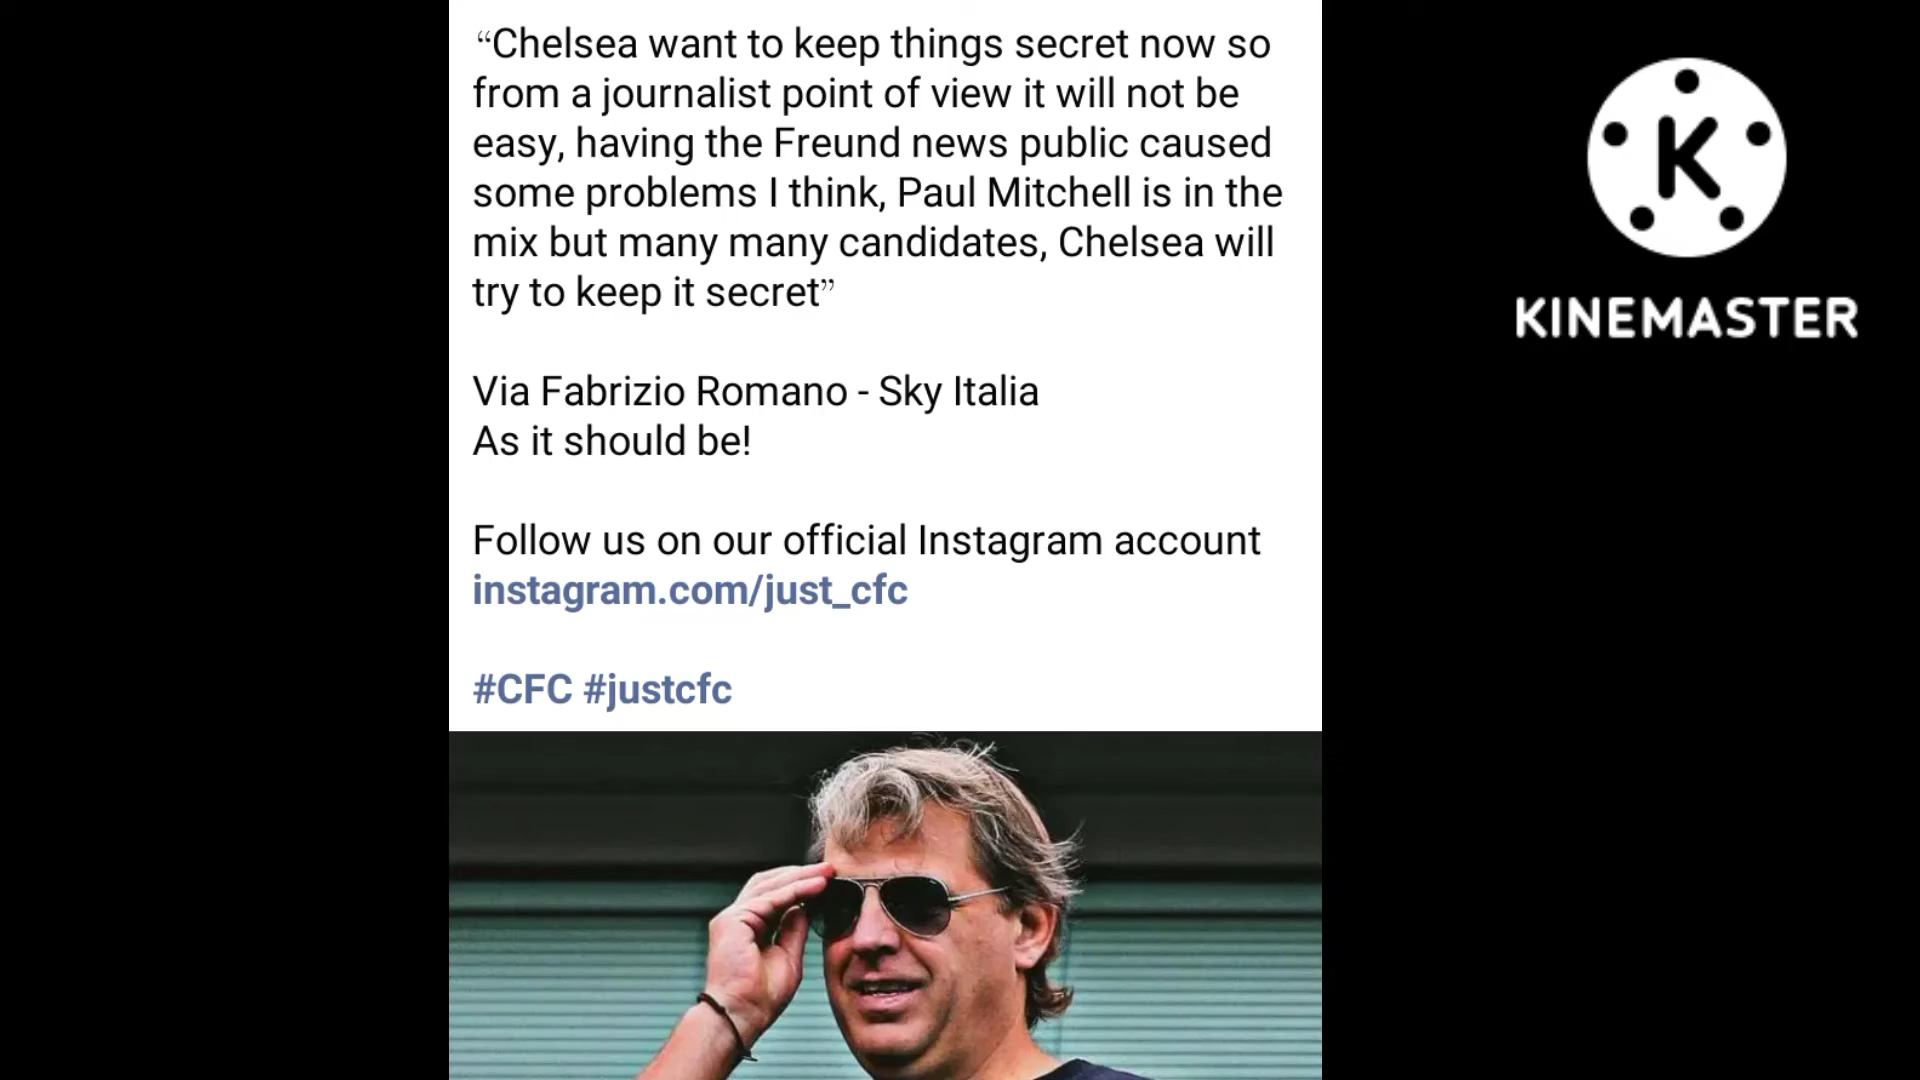 “Chelsea want to keep things secret now so
from a journalist point of view it will not be
easy, having the Freund news public caused
some problems I think, Paul Mitchell is in the
mix but many many candidates, Chelsea will
try to keep it secret”
Via Fabrizio Romano - Sky Italia
As it should be!
Follow us on our official Instagram account
instagram.com/just_cfc
#CFC #justcfc
K
KINEMASTER